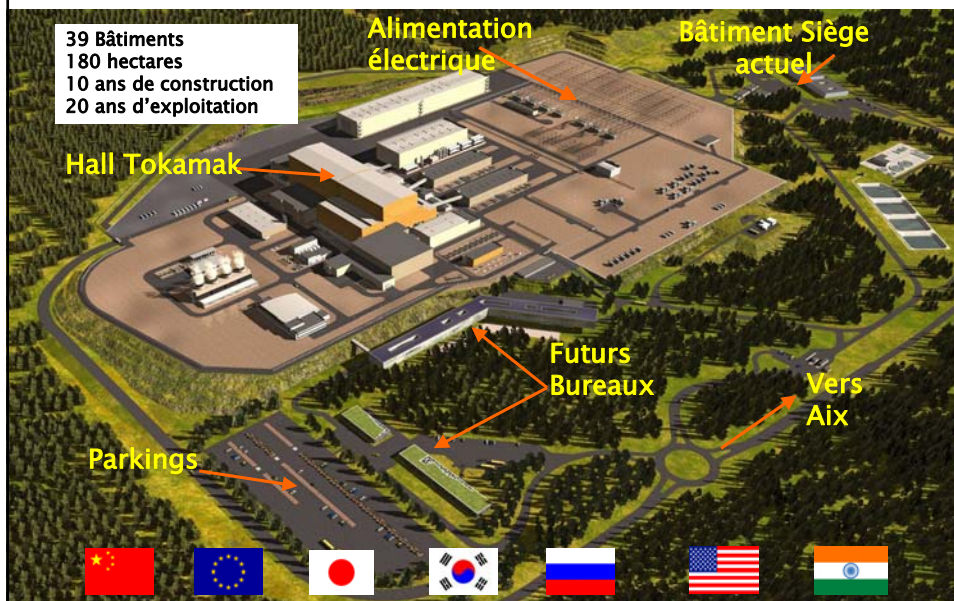 39 Bâtiments
180 hectares
10 ans de construction
20 ans d'exploitation
Alimentation
électrique
Bâtiment Siège
actuel
Hall Tokamak
Futurs
Bureaux
Vers
Aix
Parkings